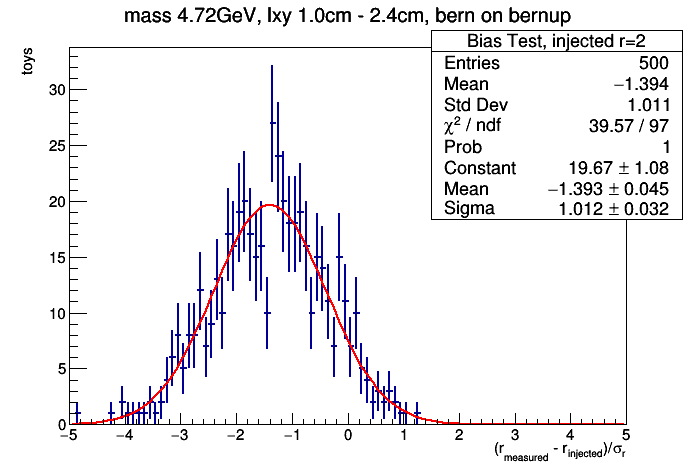 mass 4.72GeV, lxy 1.0cm - 2.4cm, bern on bernup
Bias Test, injected r=2
Entries 500
Mean −1.394
Std Dev 1.011
χ² / ndf 39.57 / 97
Prob 1
Constant 19.67 ± 1.08
Mean −1.393 ± 0.045
Sigma 1.012 ± 0.032
toys
30
25
20
15
10
5
0
−5 −4 −3 −2 −1 0 1 2 3 4 5
(r_measured - r_injected)/σ_r